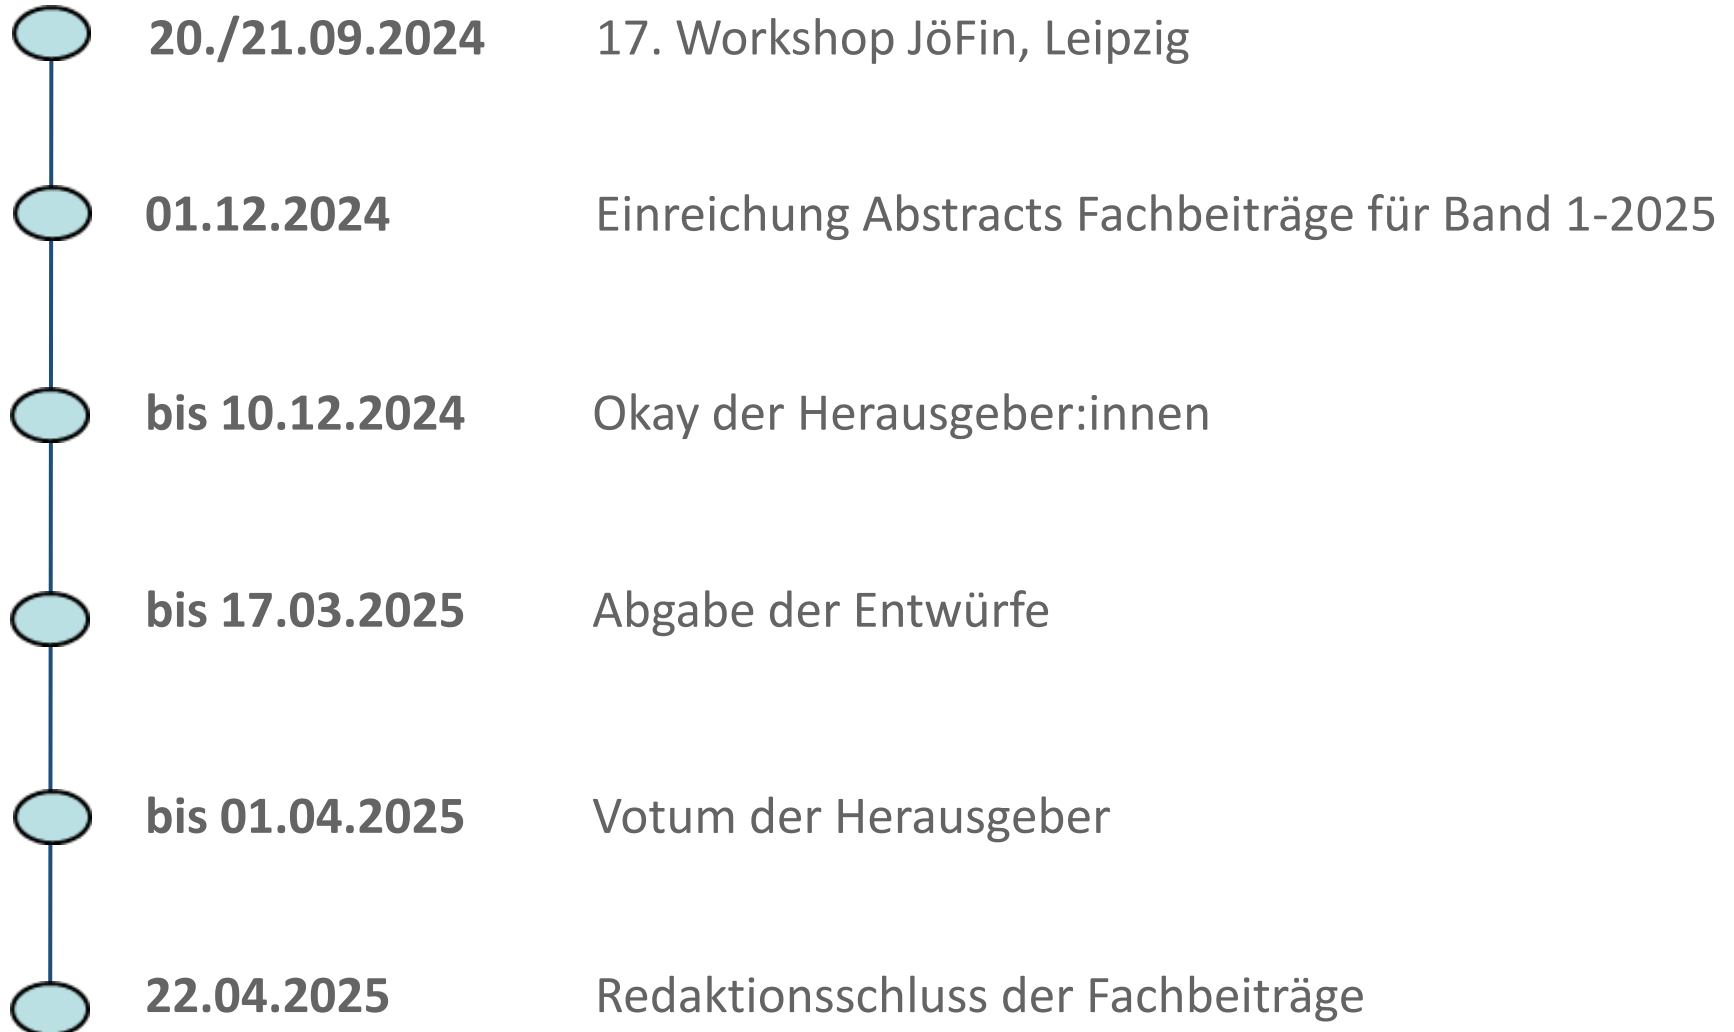 20./21.09.2024 17. Workshop JöFin, Leipzig
01.12.2024 Einreichung Abstracts Fachbeiträge für Band 1-2025
bis 10.12.2024 Okay der Herausgeber:innen
bis 17.03.2025 Abgabe der Entwürfe
bis 01.04.2025 Votum der Herausgeber
22.04.2025 Redaktionsschluss der Fachbeiträge